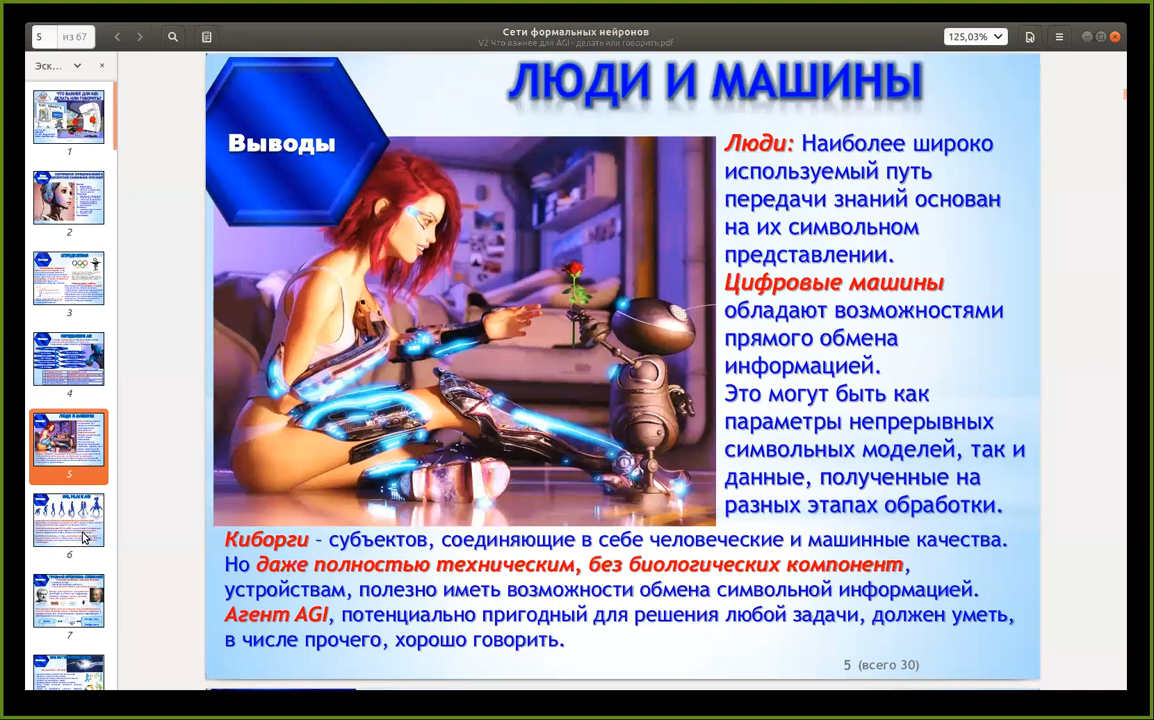 5
из 67
Сети формальных нейронов
V2 Что важнее для AGI - делать или говорить.pdf
125,03%
Эск...
1
2
3
4
5
6
7
ЛЮДИ И МАШИНЫ
Выводы
Люди: Наиболее широко
используемый путь
передачи знаний основан
на их символьном
представлении.
Цифровые машины
обладают возможностями
прямого обмена
информацией.
Это могут быть как
параметры непрерывных
символьных моделей, так и
данные, полученные на
разных этапах обработки.
Киборги - субъектов, соединяющие в себе человеческие и машинные качества.
Но даже полностью техническим, без биологических компонент,
устройствам, полезно иметь возможности обмена символьной информацией.
Агент AGI, потенциально пригодный для решения любой задачи, должен уметь,
в числе прочего, хорошо говорить.
5 (всего 30)